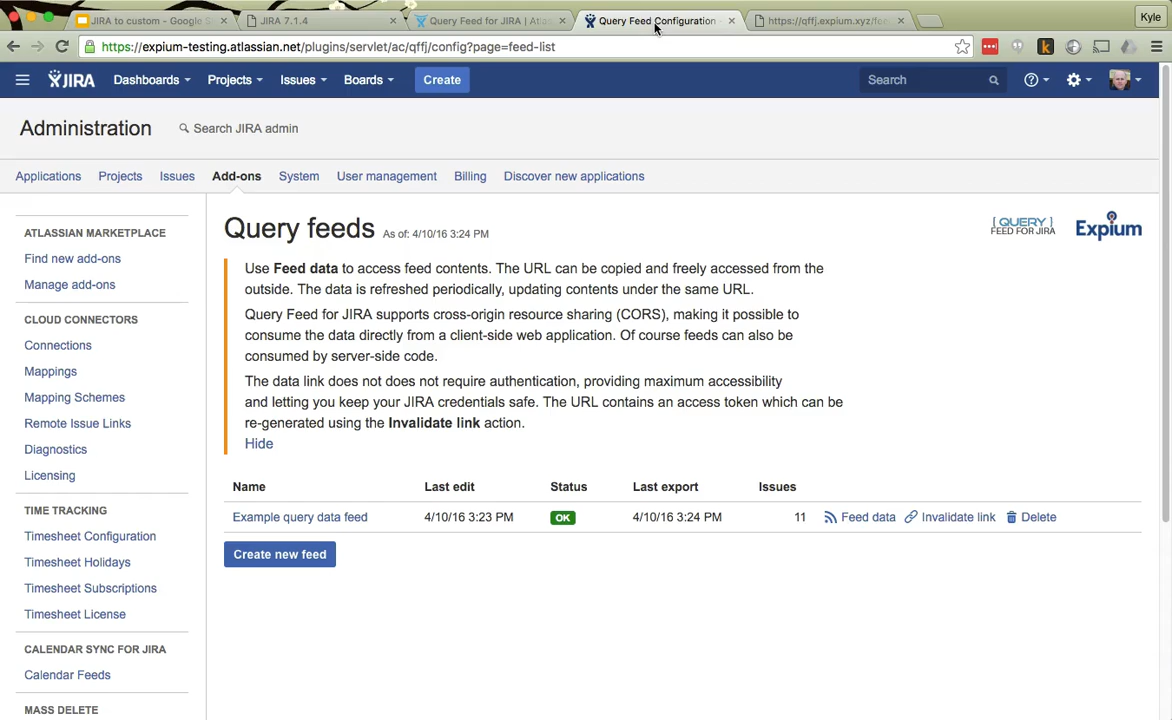 JIRA to custom - Google S
JIRA 7.1.4
Query Feed for JIRA | Atlas
Query Feed Configuration -
https://qffj.expium.xyz/fee
Kyle
https://expium-testing.atlassian.net/plugins/servlet/ac/qffj/config?page=feed-list
JIRA
Dashboards
Projects
Issues
Boards
Create
Search
Administration
Search JIRA admin
Applications
Projects
Issues
Add-ons
System
User management
Billing
Discover new applications
ATLASSIAN MARKETPLACE
Find new add-ons
Manage add-ons
CLOUD CONNECTORS
Connections
Mappings
Mapping Schemes
Remote Issue Links
Diagnostics
Licensing
TIME TRACKING
Timesheet Configuration
Timesheet Holidays
Timesheet Subscriptions
Timesheet License
CALENDAR SYNC FOR JIRA
Calendar Feeds
MASS DELETE
Query feeds As of: 4/10/16 3:24 PM
{ QUERY }
FEED FOR JIRA
Expium
Use Feed data to access feed contents. The URL can be copied and freely accessed from the
outside. The data is refreshed periodically, updating contents under the same URL.
Query Feed for JIRA supports cross-origin resource sharing (CORS), making it possible to
consume the data directly from a client-side web application. Of course feeds can also be
consumed by server-side code.
The data link does not does not require authentication, providing maximum accessibility
and letting you keep your JIRA credentials safe. The URL contains an access token which can be
re-generated using the Invalidate link action.
Hide
Name Last edit Status Last export Issues
Example query data feed 4/10/16 3:23 PM OK 4/10/16 3:24 PM 11 Feed data Invalidate link Delete
Create new feed